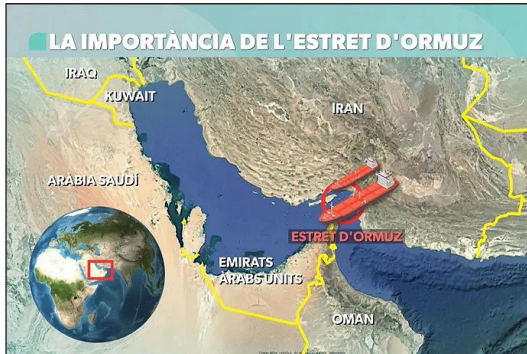 LA IMPORTÀNCIA DE L'ESTRET D'ORMUZ
IRAQ
KUWAIT
IRAN
ARÀBIA SAUDÍ
ESTRET D'ORMUZ
EMIRATS
ÀRABS UNITS
OMAN